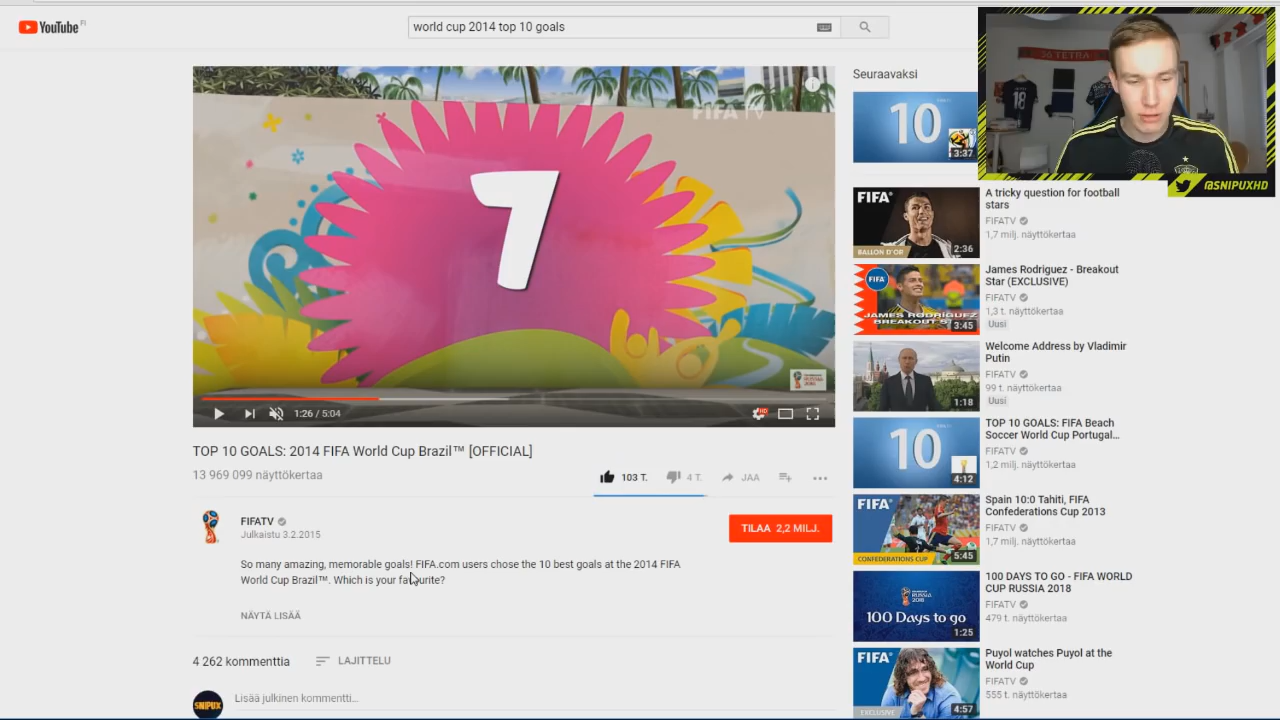 YouTube FI
world cup 2014 top 10 goals
FIFA TV
7
1:26 / 5:04
HD
TOP 10 GOALS: 2014 FIFA World Cup Brazil™ [OFFICIAL]
13 969 099 näyttökertaa
103 T.
4 T.
JAA
FIFATV
Julkaistu 3.2.2015
TILAA 2,2 MILJ.
So many amazing, memorable goals! FIFA.com users chose the 10 best goals at the 2014 FIFA
World Cup Brazil™. Which is your favourite?
NÄYTÄ LISÄÄ
4 262 kommenttia
LAJITTELU
SNIPUX
Lisää julkinen kommentti...
Seuraavaksi
10
3:37
FIFA
BALLON D'OR
2:36
A tricky question for football
stars
FIFATV
1,7 milj. näyttökertaa
FIFA
JAMES RODRIGUEZ
3:45
James Rodriguez - Breakout
Star (EXCLUSIVE)
FIFATV
1,3 t. näyttökertaa
Uusi
1:18
Welcome Address by Vladimir
Putin
FIFATV
99 t. näyttökertaa
Uusi
10
4:12
TOP 10 GOALS: FIFA Beach
Soccer World Cup Portugal...
FIFATV
1,2 milj. näyttökertaa
FIFA
CONFEDERATIONS CUP
5:45
Spain 10:0 Tahiti, FIFA
Confederations Cup 2013
FIFATV
1,7 milj. näyttökertaa
100 Days to go
1:25
100 DAYS TO GO - FIFA WORLD
CUP RUSSIA 2018
FIFATV
479 t. näyttökertaa
FIFA
EXCLUSIVE
4:57
Puyol watches Puyol at the
World Cup
FIFATV
555 t. näyttökertaa
18
@SNIPUXHD